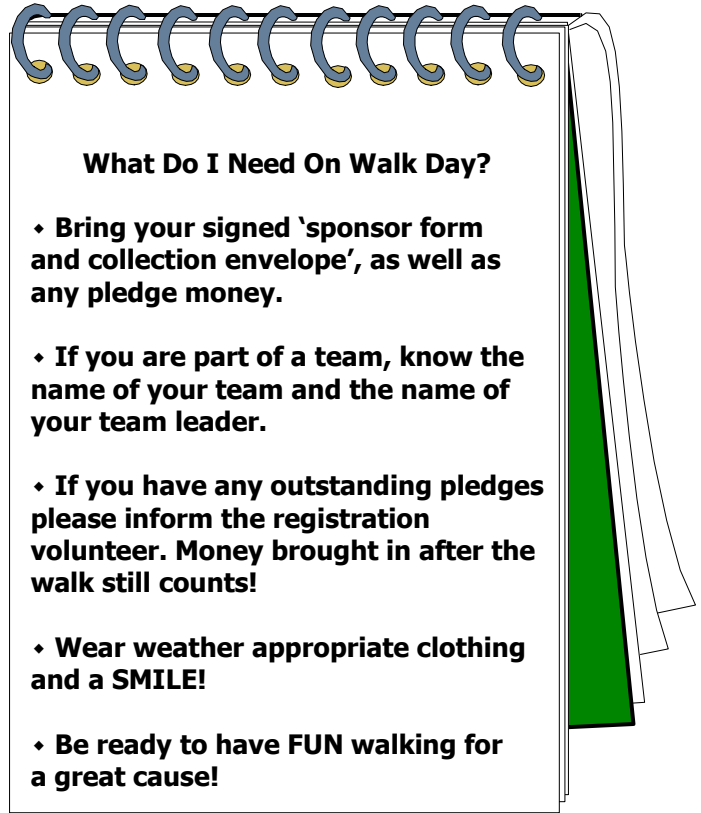 What Do I Need On Walk Day?
⬥ Bring your signed ‘sponsor form
and collection envelope’, as well as
any pledge money.
⬥ If you are part of a team, know the
name of your team and the name of
your team leader.
⬥ If you have any outstanding pledges
please inform the registration
volunteer. Money brought in after the
walk still counts!
⬥ Wear weather appropriate clothing
and a SMILE!
⬥ Be ready to have FUN walking for
a great cause!